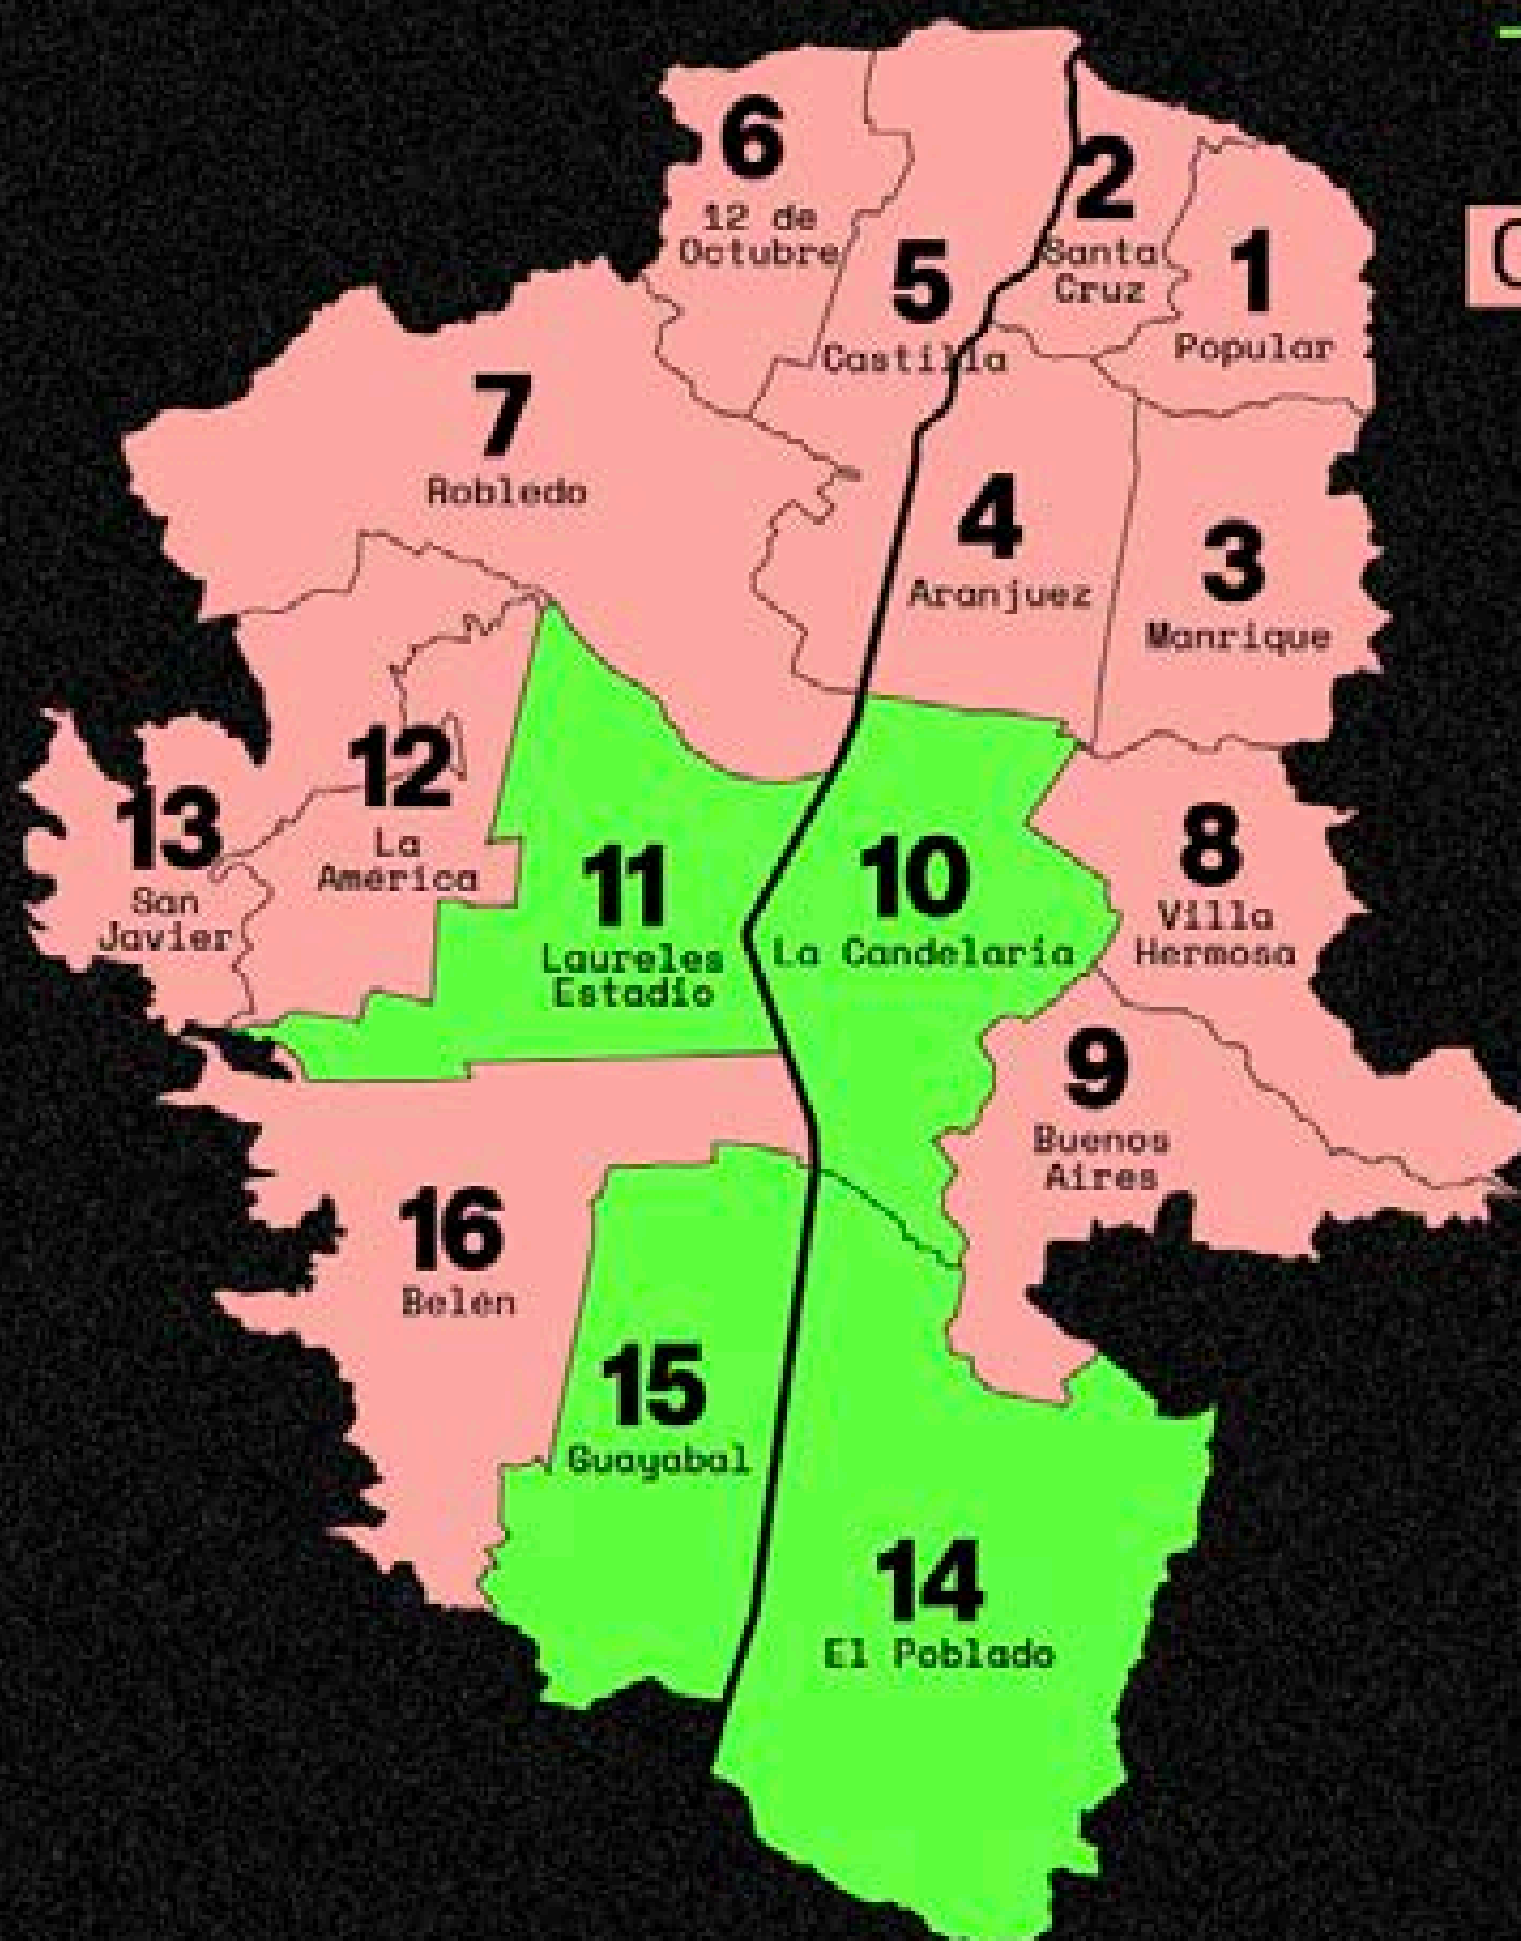 6
12 de
Octubre
2
Santa
Cruz
5
Castilla
1
Popular
7
Robledo
4
Aranjuez
3
Manrique
12
La
América
13
San
Javier
11
Laureles
Estadio
10
La Candelaria
8
Villa
Hermosa
9
Buenos
Aires
16
Belén
15
Guayabal
14
El Poblado